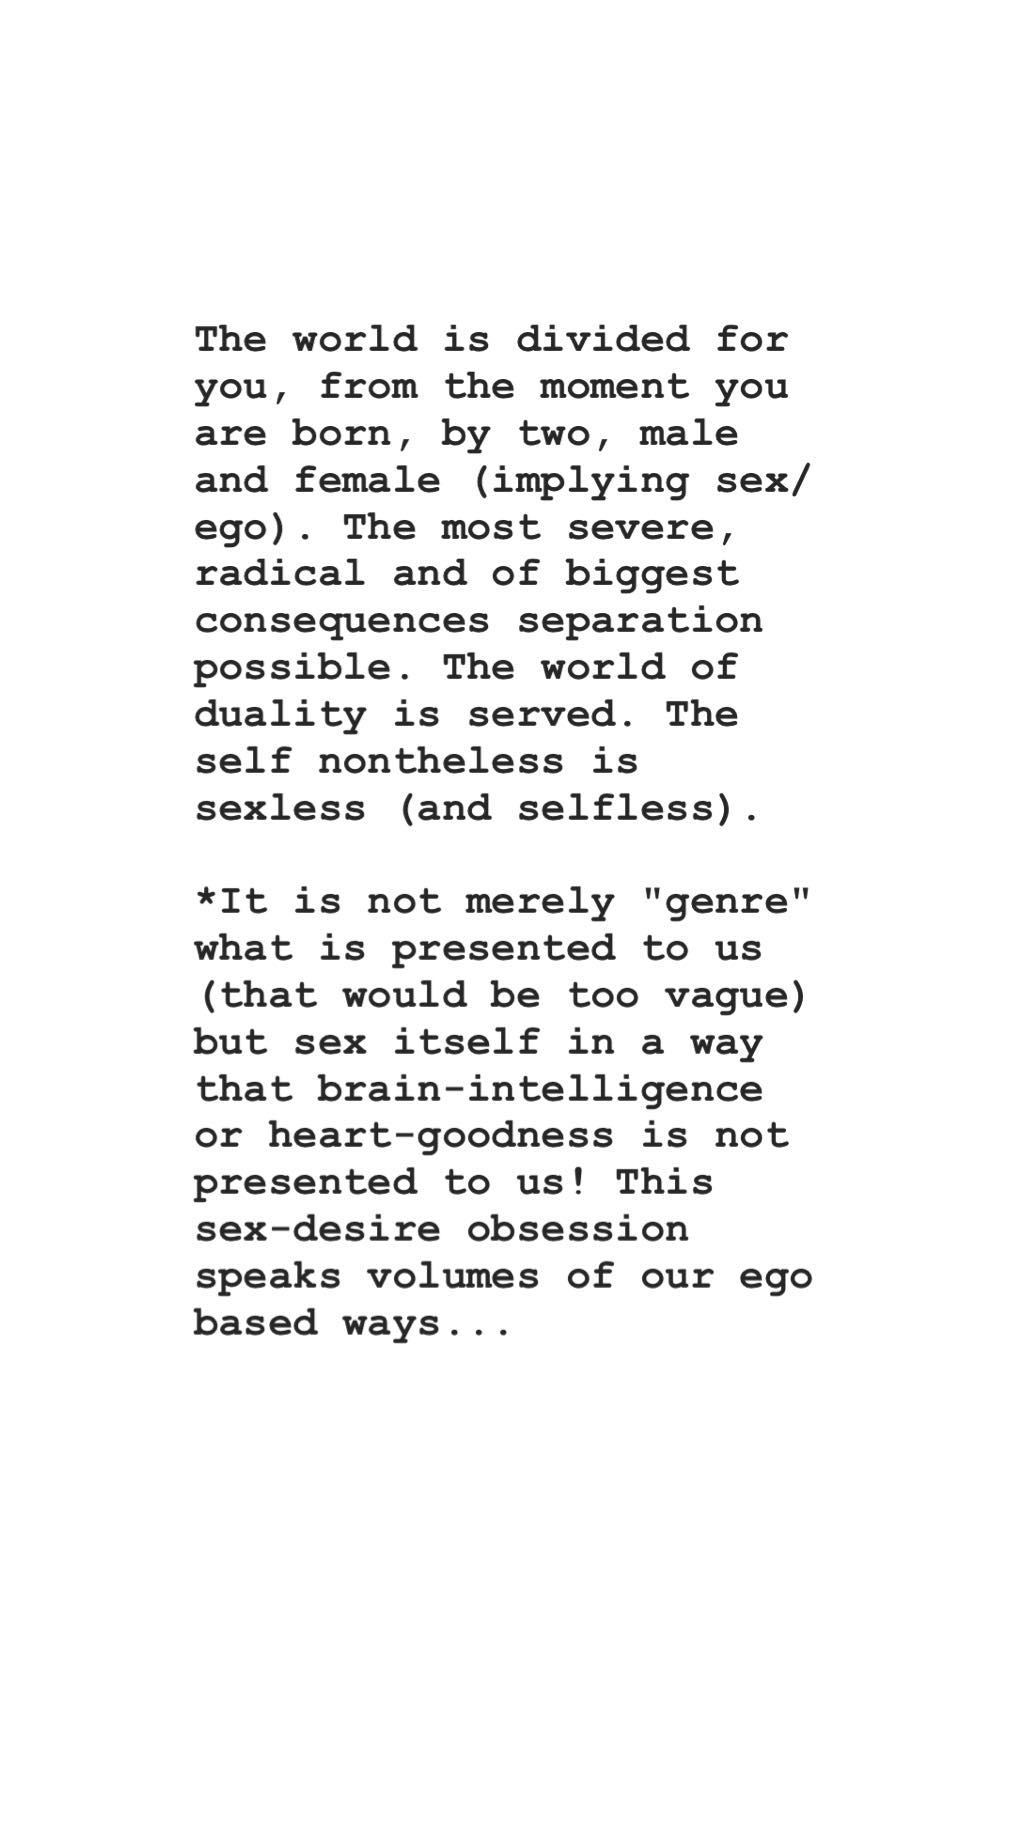 The world is divided for
you, from the moment you
are born, by two, male
and female (implying sex/
ego). The most severe,
radical and of biggest
consequences separation
possible. The world of
duality is served. The
self nontheless is
sexless (and selfless).

*It is not merely "genre"
what is presented to us
(that would be too vague)
but sex itself in a way
that brain-intelligence
or heart-goodness is not
presented to us! This
sex-desire obsession
speaks volumes of our ego
based ways...